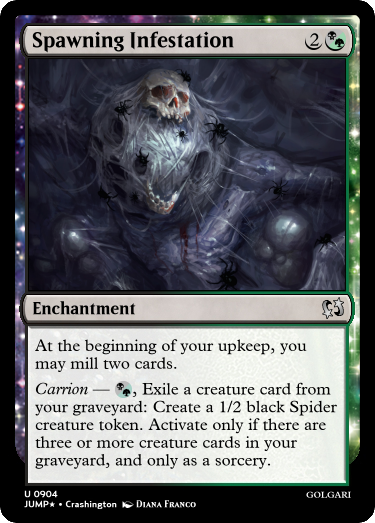 Spawning Infestation 2
Enchantment
At the beginning of your upkeep, you
may mill two cards.
Carrion — , Exile a creature card from
your graveyard: Create a 1/2 black Spider
creature token. Activate only if there are
three or more creature cards in your
graveyard, and only as a sorcery.
U 0904
JUMP★ • Crashington Diana Franco
GOLGARI